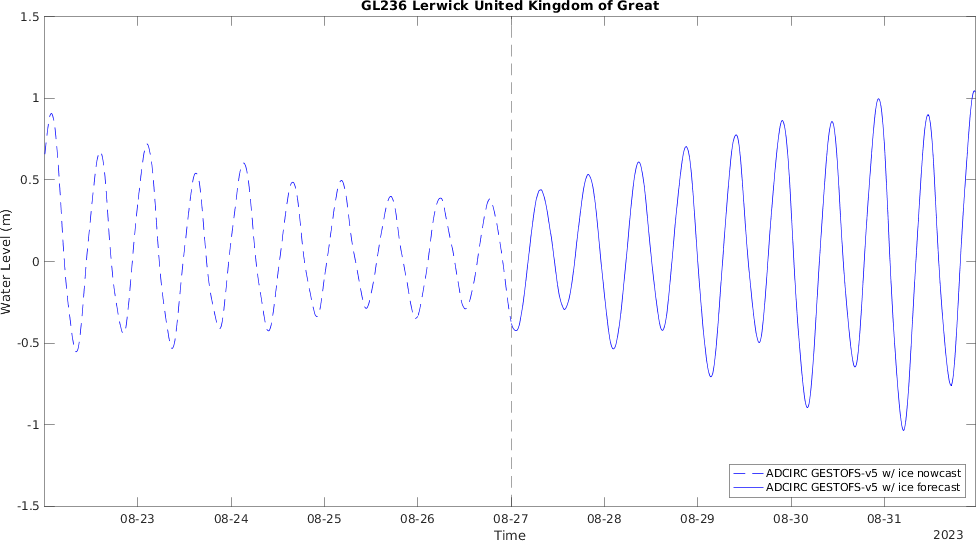 GL236 Lerwick United Kingdom of Great
1.5
1
0.5
0
-0.5
-1
-1.5
Water Level (m)
ADCIRC GESTOFS-v5 w/ ice nowcast
ADCIRC GESTOFS-v5 w/ ice forecast
08-23 08-24 08-25 08-26 08-27 08-28 08-29 08-30 08-31
Time
2023